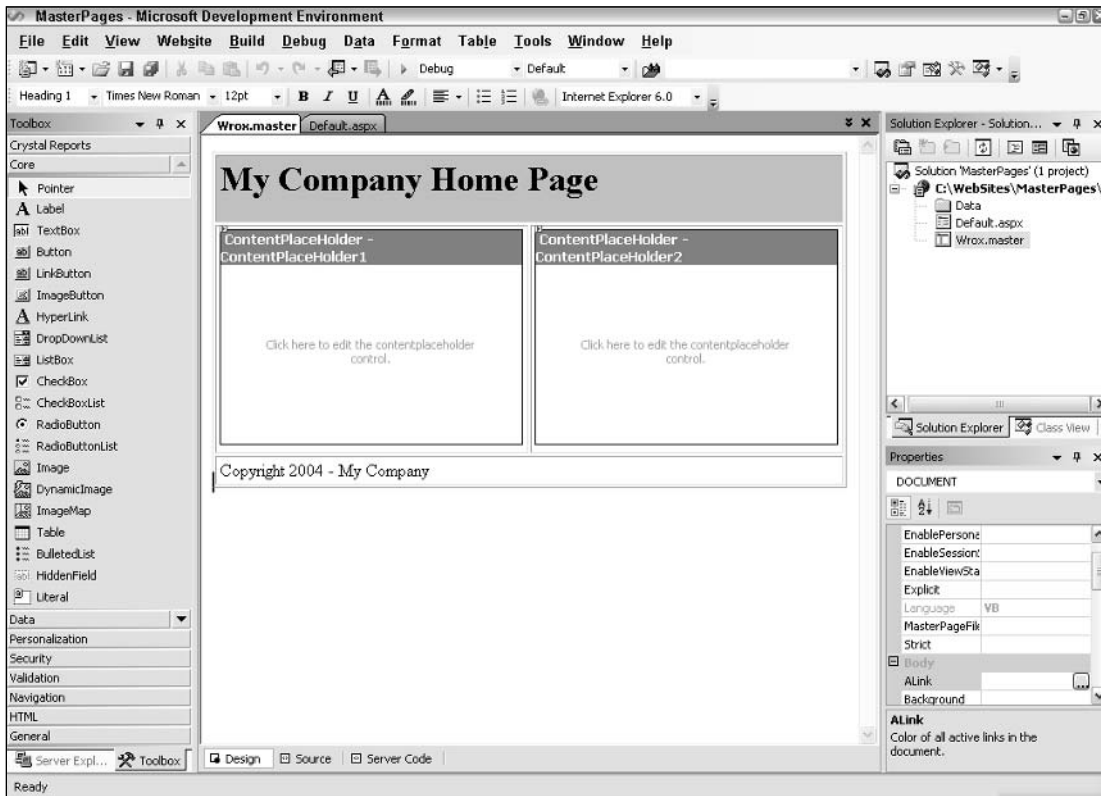 MasterPages - Microsoft Development Environment
File Edit View Website Build Debug Data Format Table Tools Window Help
Debug Default
Heading 1 Times New Roman 12pt B I U A Internet Explorer 6.0
Toolbox
Crystal Reports
Core
Pointer
A Label
abl TextBox
ab Button
ab LinkButton
ImageButton
A HyperLink
DropDownList
ListBox
CheckBox
CheckBoxList
RadioButton
RadioButtonList
Image
DynamicImage
ImageMap
Table
BulletedList
abl HiddenField
Literal
Data
Personalization
Security
Validation
Navigation
HTML
General
Server Expl... Toolbox
Wrox.master Default.aspx
My Company Home Page
ContentPlaceHolder -
ContentPlaceHolder1
Click here to edit the contentplaceholder
control.
ContentPlaceHolder -
ContentPlaceHolder2
Click here to edit the contentplaceholder
control.
Copyright 2004 - My Company
Design Source Server Code
Solution Explorer - Solution...
Solution 'MasterPages' (1 project)
C:\WebSites\MasterPages\
Data
Default.aspx
Wrox.master
Solution Explorer Class View
Properties
DOCUMENT
EnablePersona
EnableSession
EnableViewSta
Explicit
Language VB
MasterPageFile
Strict
Body
ALink ...
Background
ALink
Color of all active links in the
document.
Ready